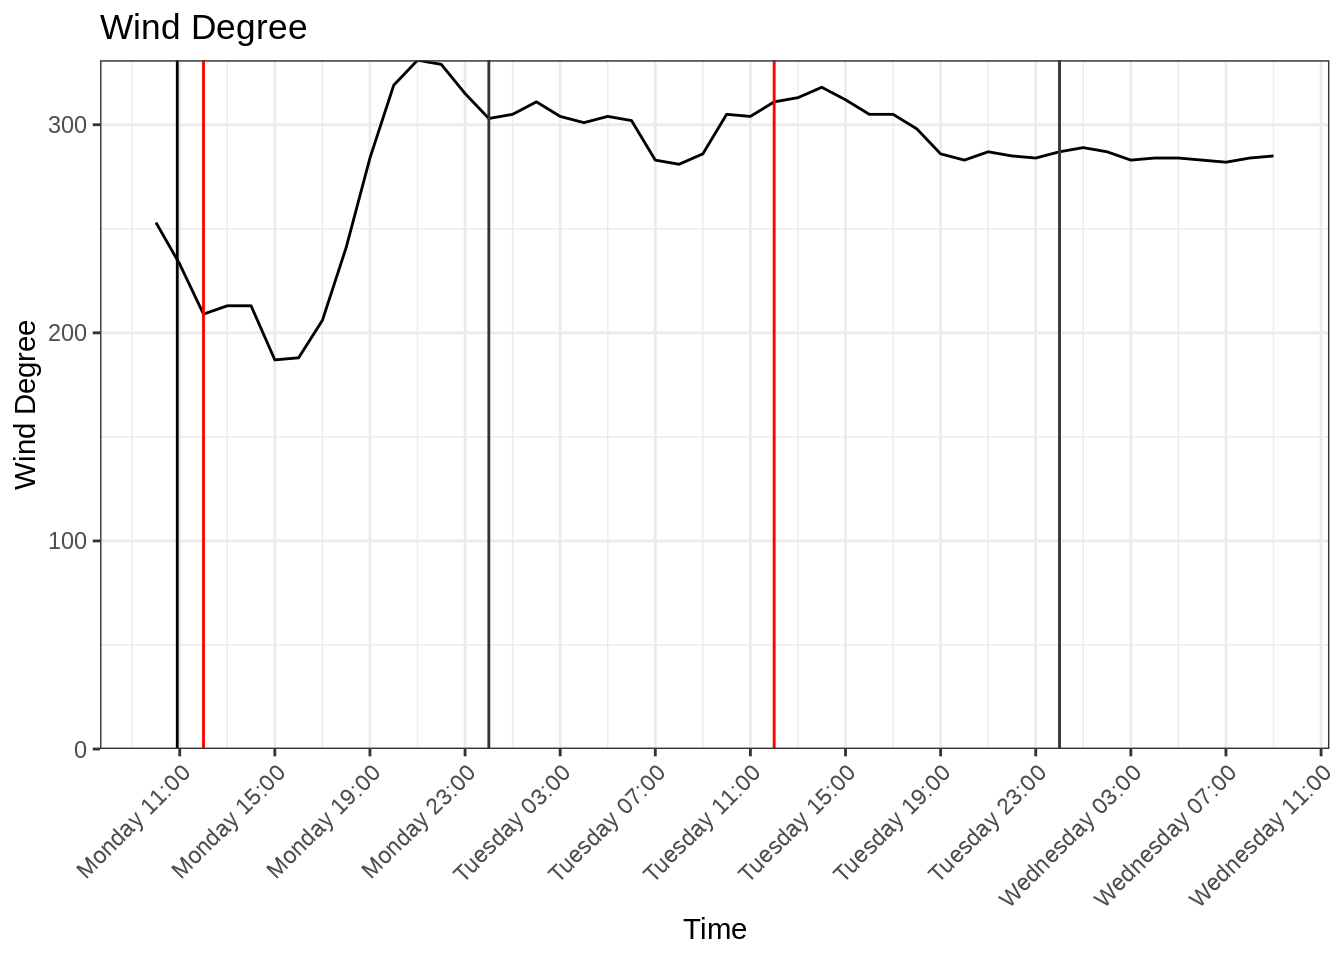 Wind Degree
Wind Degree
300
200
100
0
Monday 11:00
Monday 15:00
Monday 19:00
Monday 23:00
Tuesday 03:00
Tuesday 07:00
Tuesday 11:00
Tuesday 15:00
Tuesday 19:00
Tuesday 23:00
Wednesday 03:00
Wednesday 07:00
Wednesday 11:00
Time